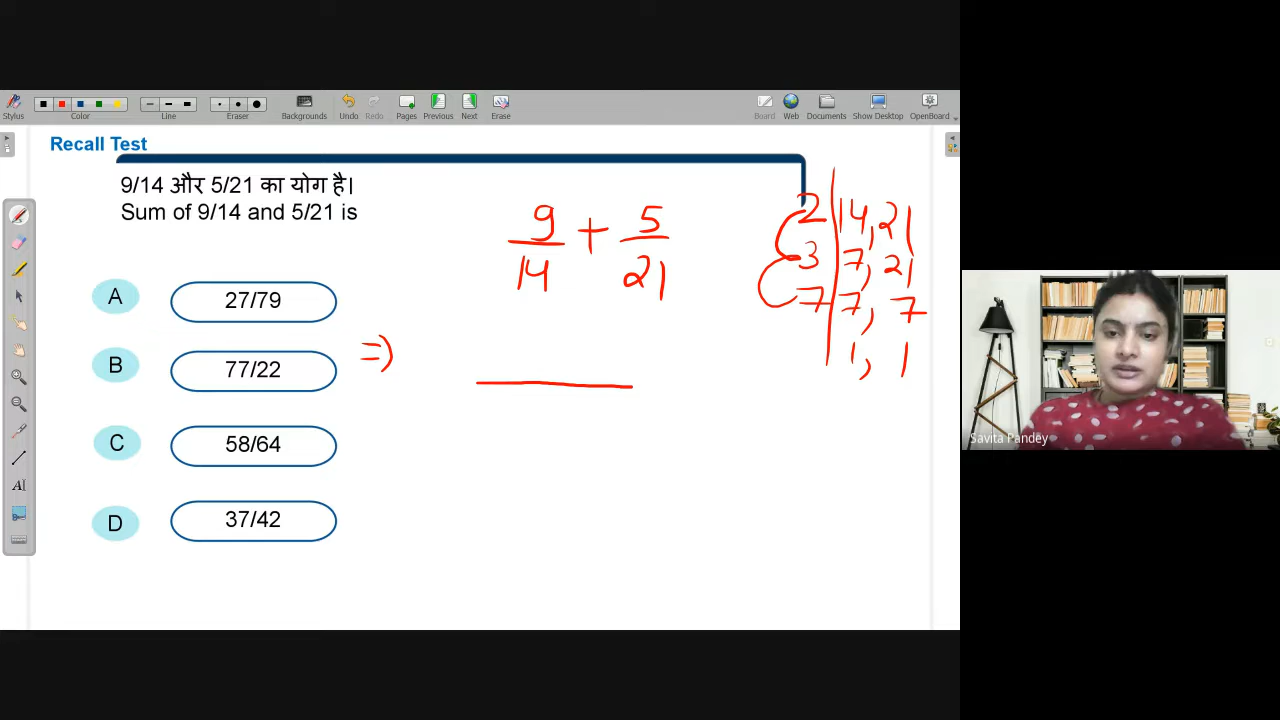 Stylus Color Line Eraser Backgrounds Undo Redo Pages Previous Next Erase Board Web Documents Show Desktop OpenBoard
Recall Test
9/14 और 5/21 का योग है।
Sum of 9/14 and 5/21 is
A 27/79
B 77/22
C 58/64
D 37/42
9/14 + 5/21
=>
2 | 14, 21
3 | 7, 21
7 | 7, 7
1, 1
Savita Pandey